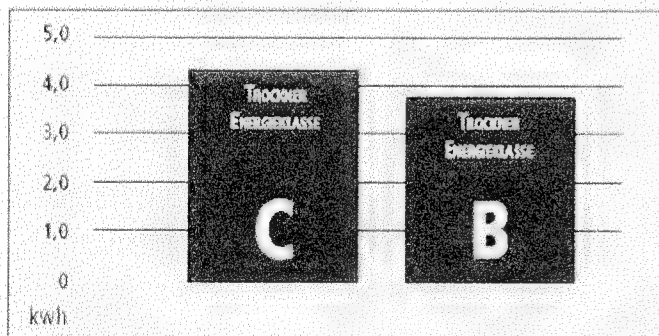 5,0
4,0
3,0
2,0
1,0
0
kwh
TROCKNER
ENERGIEKLASSE
C
TROCKNER
ENERGIEKLASSE
B